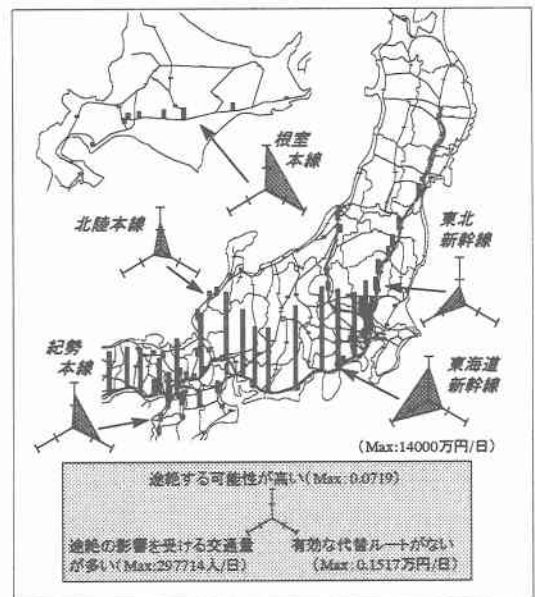 根室
本線
北陸本線
東北
新幹線
紀勢
本線
東海道
新幹線
(Max:14000万円/日)
途絶する可能性が高い(Max:0.0719)
途絶の影響を受ける交通量
が多い(Max:297714人/日)
有効な代替ルートがない
(Max:0.1517万円/日)